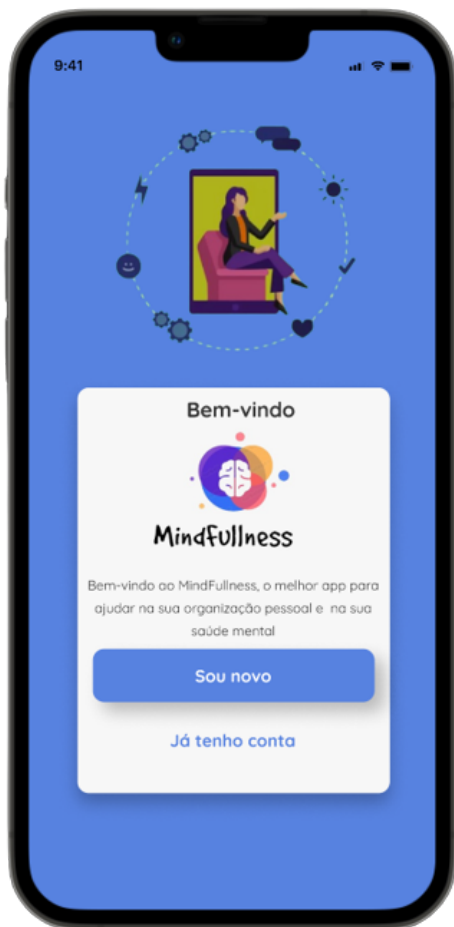 9:41
Bem-vindo
MindFullness
Bem-vindo ao MindFullness, o melhor app para
ajudar na sua organização pessoal e na sua
saúde mental
Sou novo
Já tenho conta